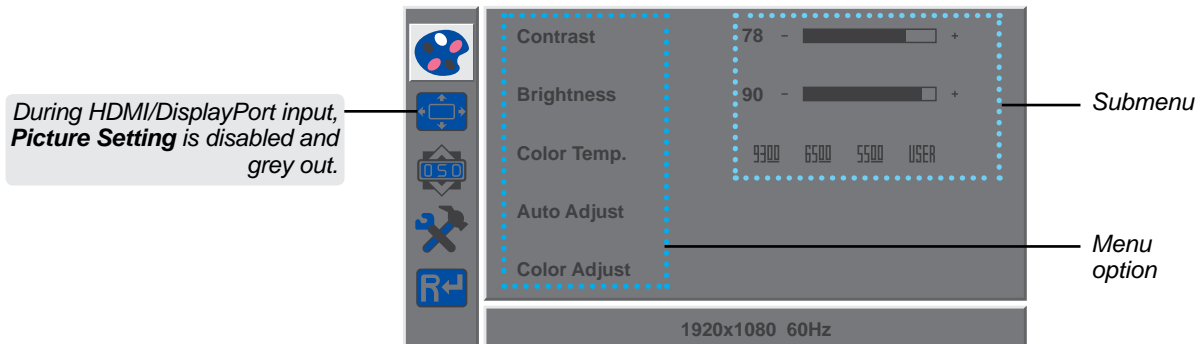 During HDMI/DisplayPort input,
Picture Setting is disabled and
grey out.
OSD
R
Contrast
78 - +
Brightness
90 - +
Color Temp.
9300 6500 5500 USER
Auto Adjust
Color Adjust
1920x1080 60Hz
Submenu
Menu
option